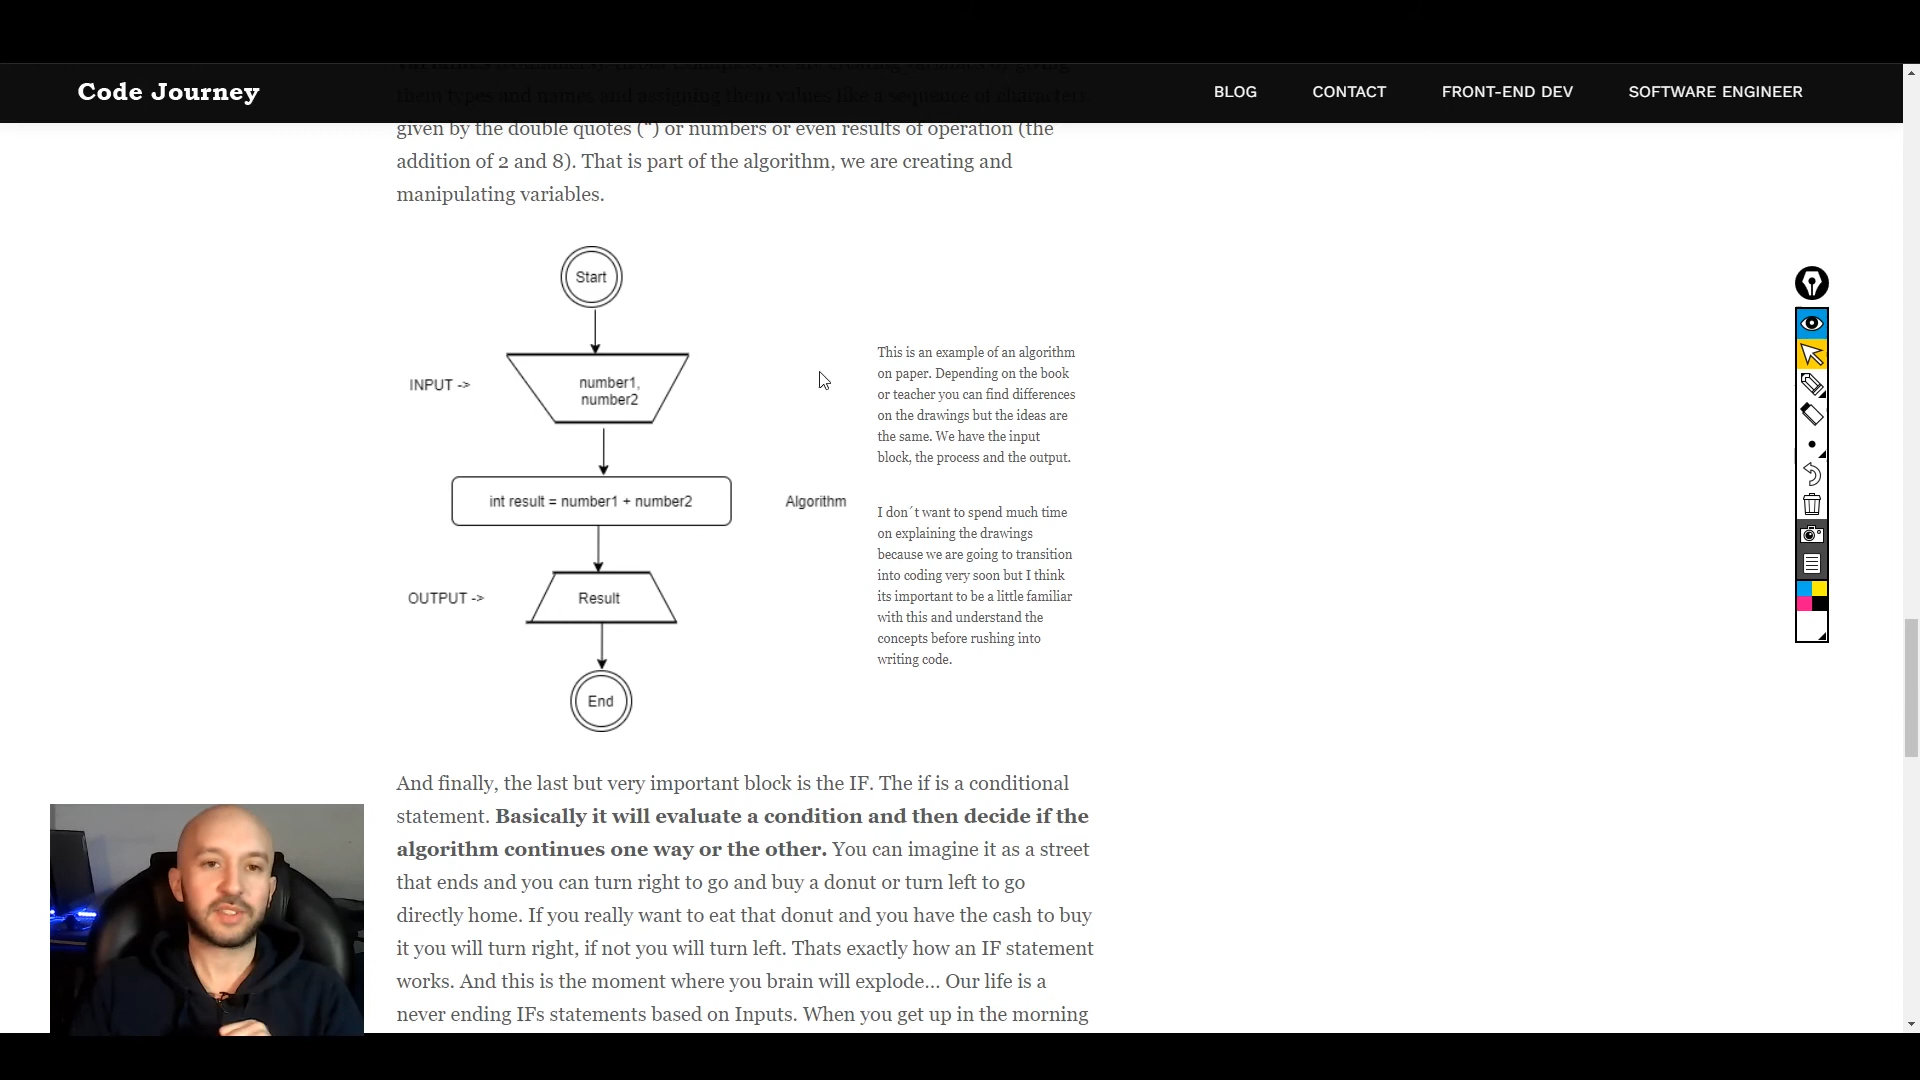 Code Journey
BLOG
CONTACT
FRONT-END DEV
SOFTWARE ENGINEER
them types and names and assigning them values like a sequence of characters
given by the double quotes (“) or numbers or even results of operation (the
addition of 2 and 8). That is part of the algorithm, we are creating and
manipulating variables.
Start
INPUT ->
number1,
number2
int result = number1 + number2
Algorithm
OUTPUT ->
Result
End
This is an example of an algorithm
on paper. Depending on the book
or teacher you can find differences
on the drawings but the ideas are
the same. We have the input
block, the process and the output.
I don´t want to spend much time
on explaining the drawings
because we are going to transition
into coding very soon but I think
its important to be a little familiar
with this and understand the
concepts before rushing into
writing code.
And finally, the last but very important block is the IF. The if is a conditional
statement. Basically it will evaluate a condition and then decide if the
algorithm continues one way or the other. You can imagine it as a street
that ends and you can turn right to go and buy a donut or turn left to go
directly home. If you really want to eat that donut and you have the cash to buy
it you will turn right, if not you will turn left. Thats exactly how an IF statement
works. And this is the moment where you brain will explode… Our life is a
never ending IFs statements based on Inputs. When you get up in the morning